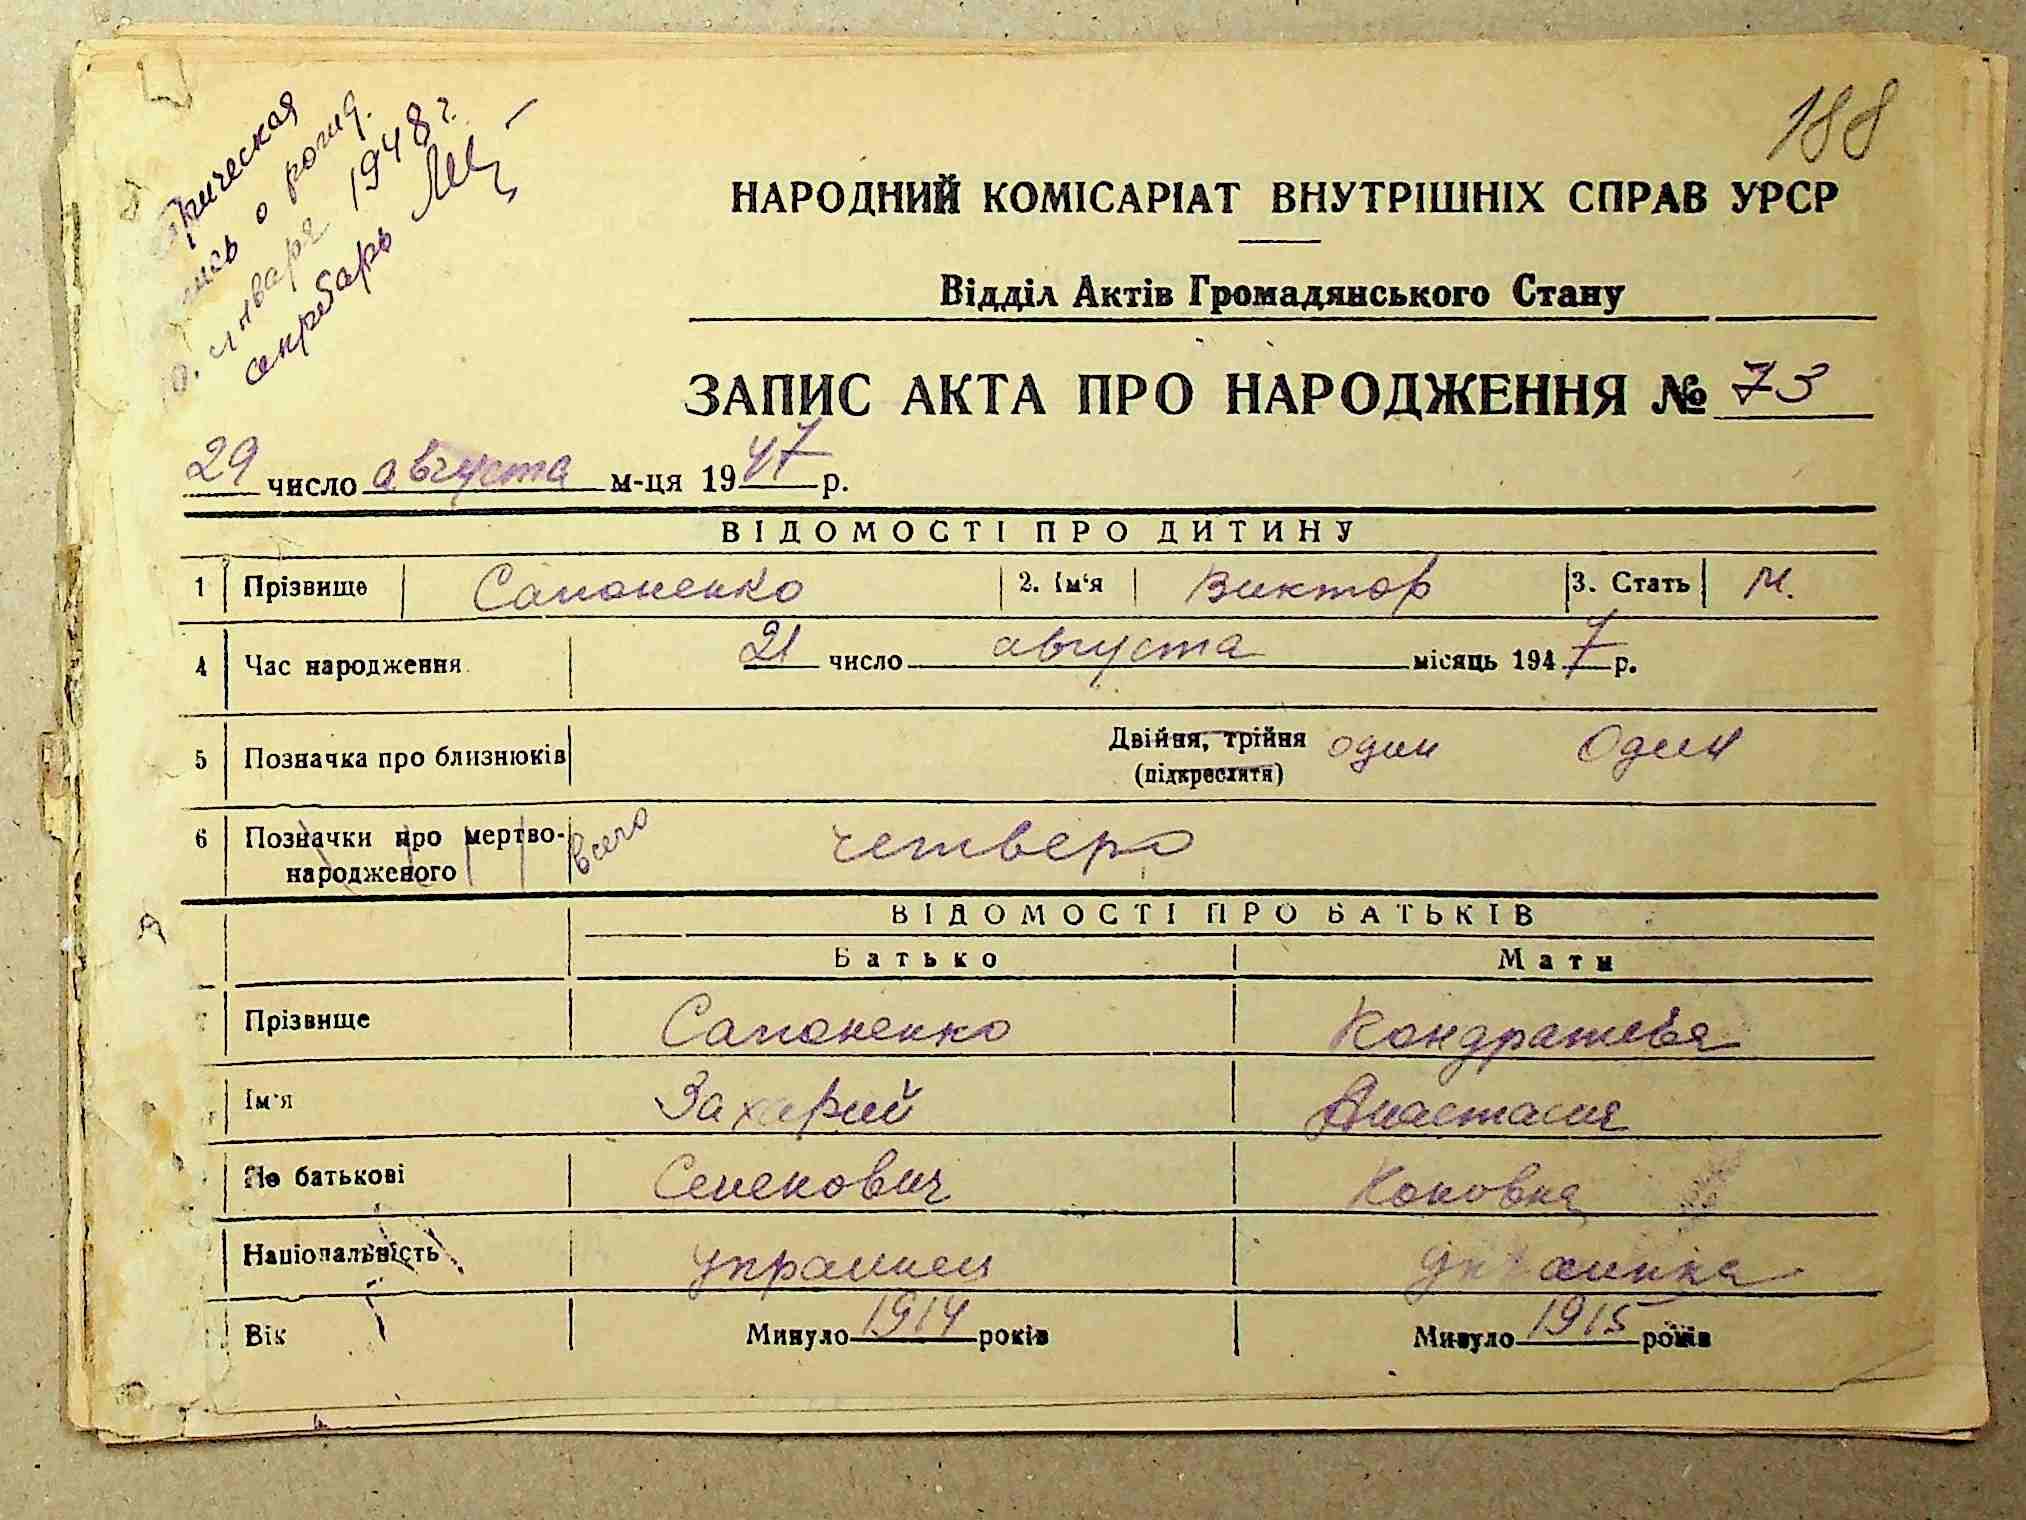 188
о рожд.
января 1948 г.
секретарь
НАРОДНИЙ КОМІСАРІАТ ВНУТРІШНІХ СПРАВ УРСР
Відділ Актів Громадянського Стану
ЗАПИС АКТА ПРО НАРОДЖЕННЯ № 73
29 число августа м-ця 1947 р.
ВІДОМОСТІ ПРО ДИТИНУ
1 Прізвище Сапоненко 2. Ім'я Виктор 3. Стать М.
4 Час народження 21 число августа місяць 1947 р.
5 Позначка про близнюків Двійня, трійня один Один
(підкреслити)
6 Позначки про мертво- всего четверо
народженого
ВІДОМОСТІ ПРО БАТЬКІВ
Батько Мати
Прізвище Сапоненко Кондратьева
Ім'я Захарий Анастасия
По батькові Семенович
Національність украинец украинка
Вік Минуло 1914 років Минуло 1915 років